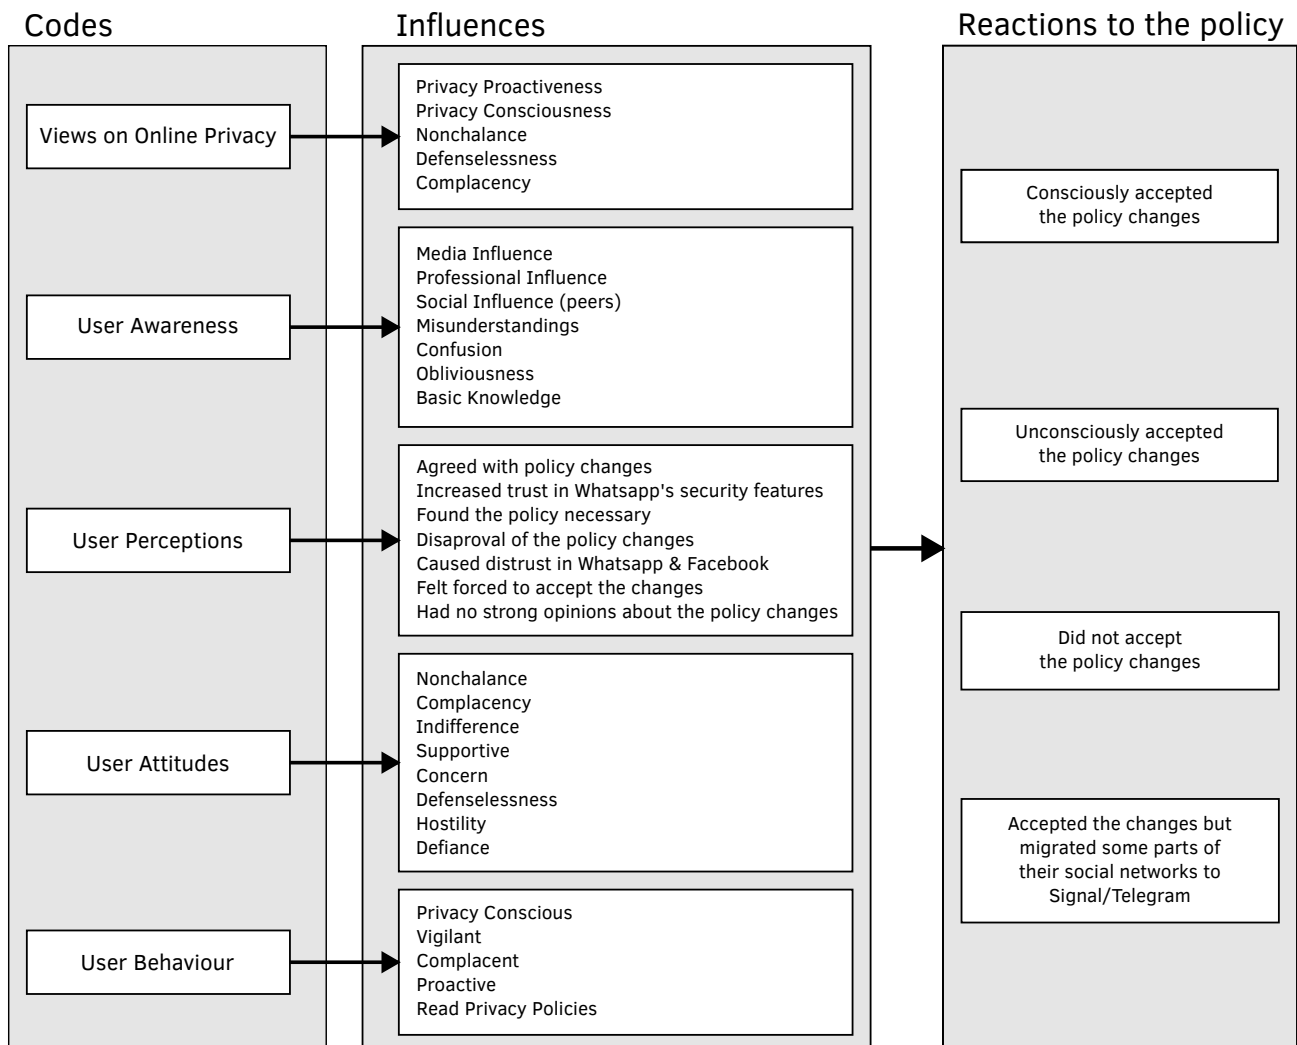 Codes
Influences
Reactions to the policy
Views on Online Privacy
Privacy Proactiveness
Privacy Consciousness
Nonchalance
Defenselessness
Complacency
User Awareness
Media Influence
Professional Influence
Social Influence (peers)
Misunderstandings
Confusion
Obliviousness
Basic Knowledge
User Perceptions
Agreed with policy changes
Increased trust in Whatsapp's security features
Found the policy necessary
Disaproval of the policy changes
Caused distrust in Whatsapp & Facebook
Felt forced to accept the changes
Had no strong opinions about the policy changes
User Attitudes
Nonchalance
Complacency
Indifference
Supportive
Concern
Defenselessness
Hostility
Defiance
User Behaviour
Privacy Conscious
Vigilant
Complacent
Proactive
Read Privacy Policies
Consciously accepted
the policy changes
Unconsciously accepted
the policy changes
Did not accept
the policy changes
Accepted the changes but
migrated some parts of
their social networks to
Signal/Telegram